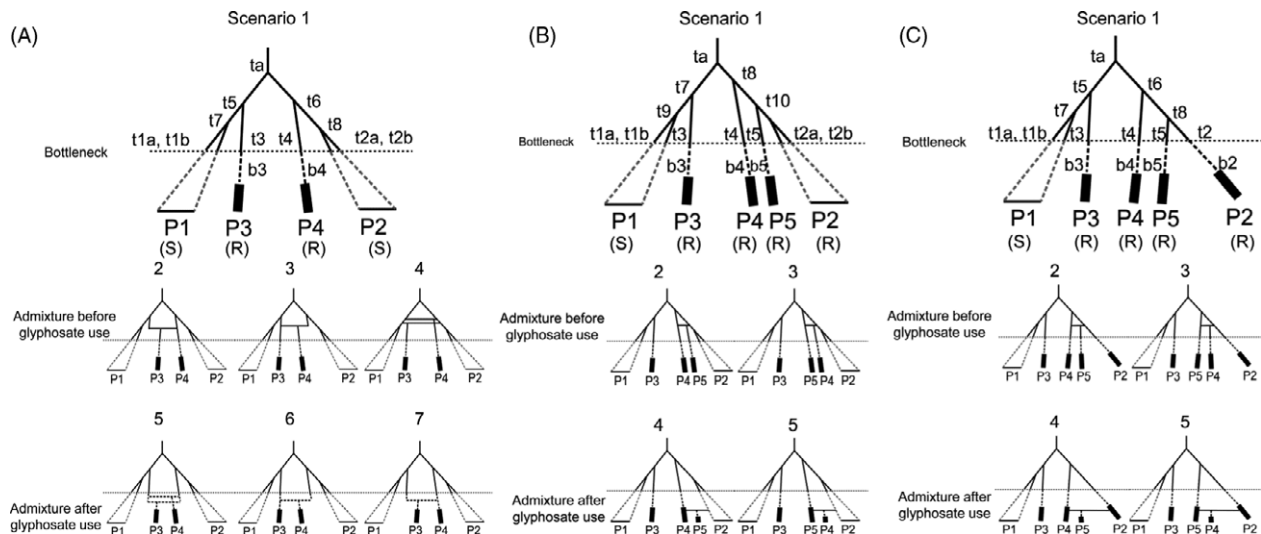 Scenario 1
(A)
ta
t5
t6
t7
t8
t1a, t1b
t3
t4
t2a, t2b
Bottleneck
b3
b4
P1
P3
P4
P2
(S)
(R)
(R)
(S)
2
3
4
Admixture before
glyphosate use
P1
P3
P4
P2
P1
P3
P4
P2
P1
P3
P4
P2
5
6
7
Admixture after
glyphosate use
P1
P3
P4
P2
P1
P3
P4
P2
P1
P3
P4
P2
Scenario 1
(B)
ta
t8
t7
t9
t10
t1a, t1b
t3
t4
t5
t2a, t2b
Bottleneck
b3
b4
b5
P1
P3
P4
P5
P2
(S)
(R)
(R)
(R)
(R)
2
3
Admixture before
glyphosate use
P1
P3
P4
P5
P2
P1
P3
P5
P4
P2
4
5
Admixture after
glyphosate use
P1
P3
P4
P5
P2
P1
P3
P5
P4
P2
Scenario 1
(C)
ta
t5
t6
t7
t8
t1a, t1b
t3
t4
t5
t2
Bottleneck
b3
b4
b5
b2
P1
P3
P4
P5
P2
(S)
(R)
(R)
(R)
(R)
2
3
Admixture before
glyphosate use
P1
P3
P4
P5
P2
P1
P3
P5
P4
P2
4
5
Admixture after
glyphosate use
P1
P3
P4
P5
P2
P1
P3
P5
P4
P2